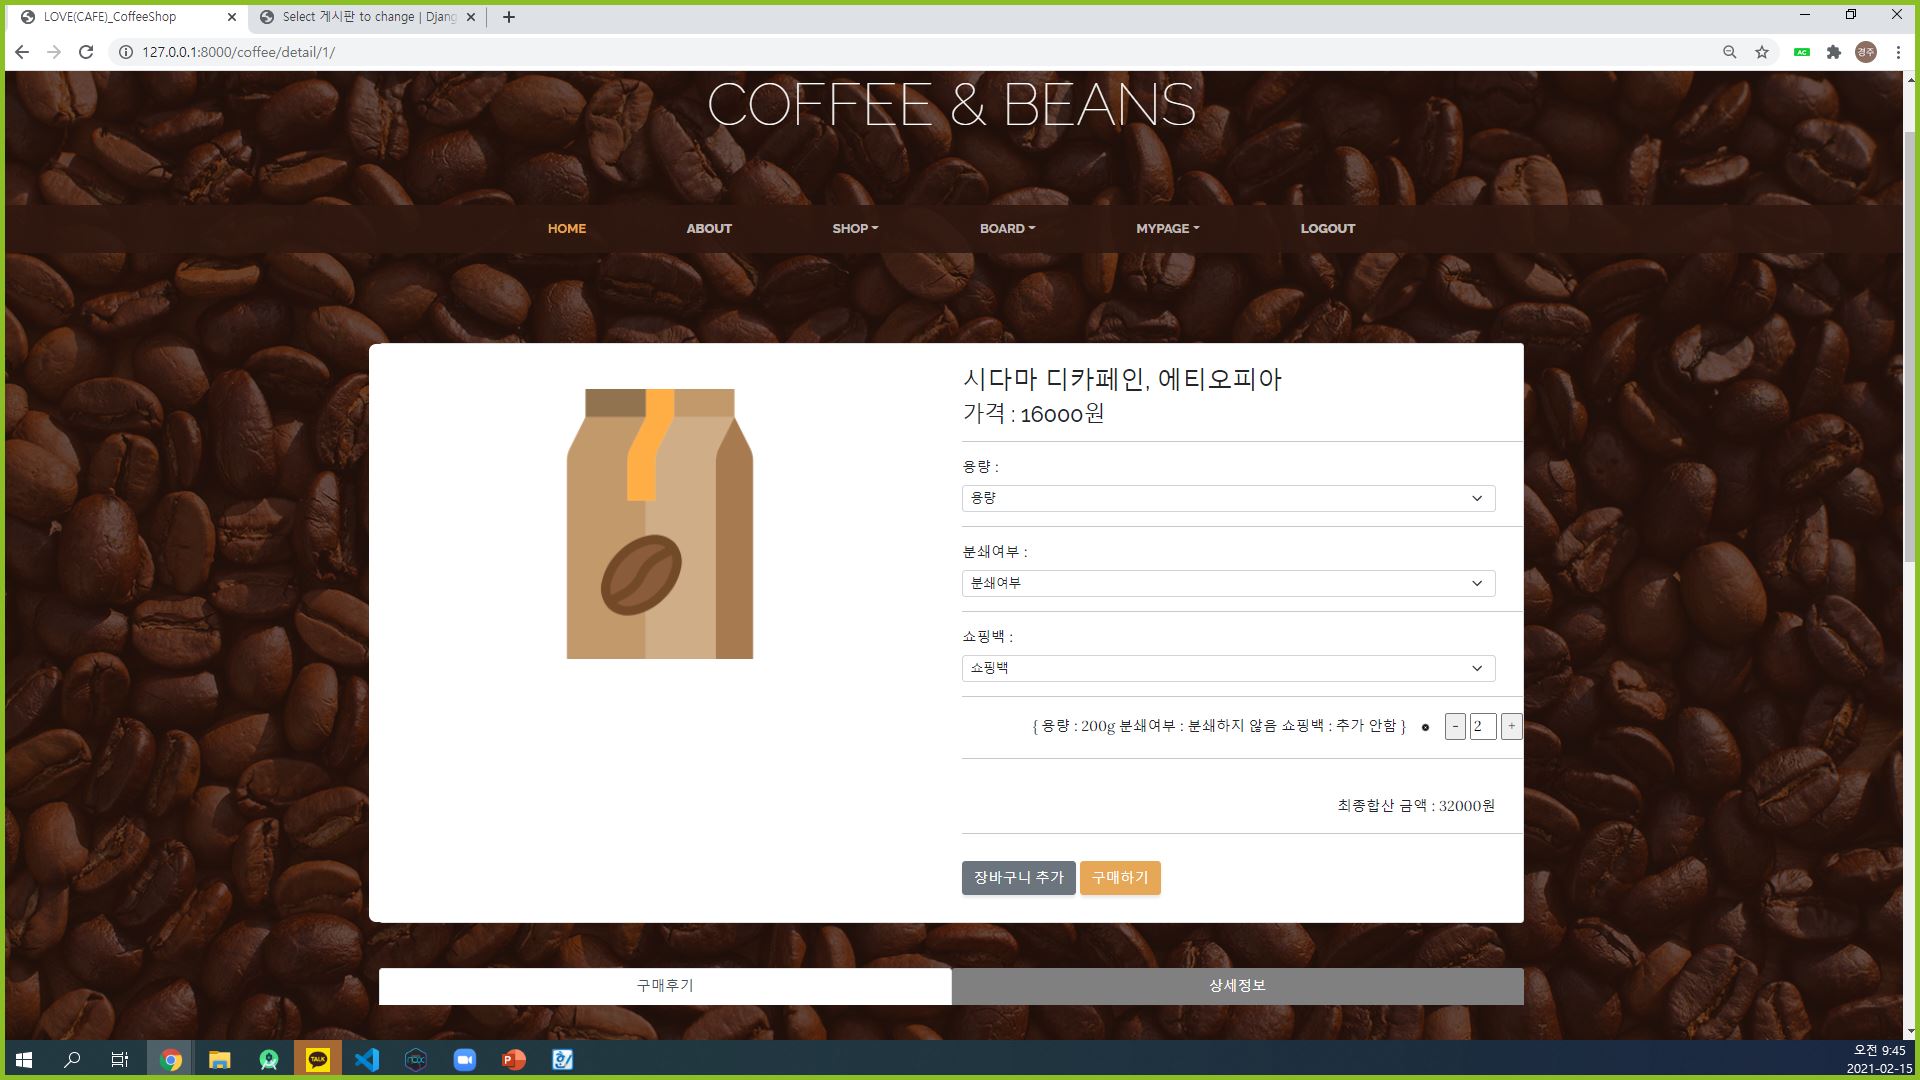 LOVE(CAFE)_CoffeeShop
Select 게시판 to change | Djang
127.0.0.1:8000/coffee/detail/1/
AC
경주
COFFEE & BEANS
HOME ABOUT SHOP BOARD MYPAGE LOGOUT
시다마 디카페인, 에티오피아
가격 : 16000원
용량 :
용량
분쇄여부 :
분쇄여부
쇼핑백 :
쇼핑백
{ 용량 : 200g 분쇄여부 : 분쇄하지 않음 쇼핑백 : 추가 안함 } - 2 +
최종합산 금액 : 32000원
장바구니 추가 구매하기
구매후기 상세정보
TALK
nox
P
한
오전 9:45
2021-02-15